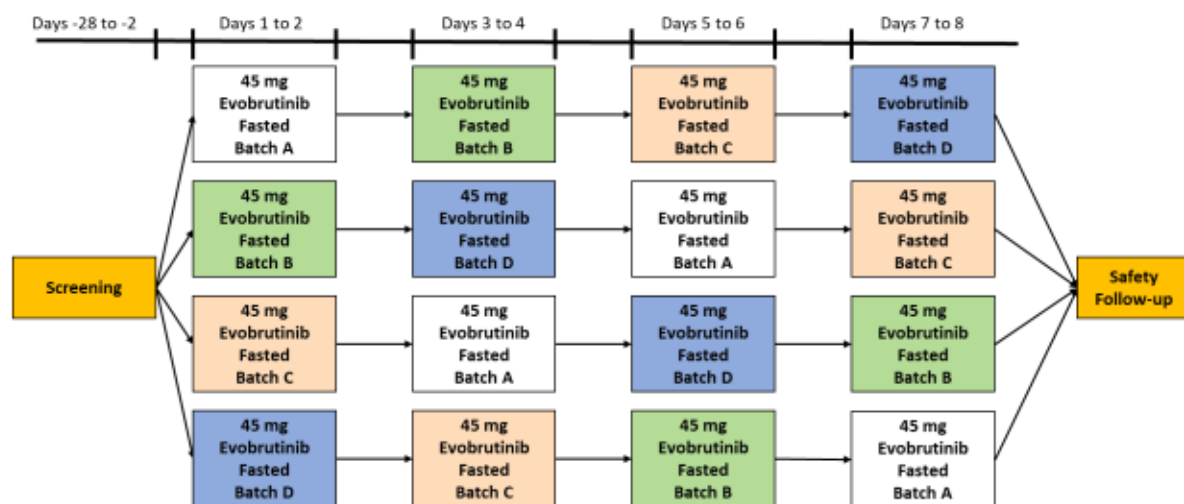 Days -28 to -2
Days 1 to 2
Days 3 to 4
Days 5 to 6
Days 7 to 8
45 mg
Evobrutinib
Fasted
Batch A
45 mg
Evobrutinib
Fasted
Batch B
45 mg
Evobrutinib
Fasted
Batch C
45 mg
Evobrutinib
Fasted
Batch D
45 mg
Evobrutinib
Fasted
Batch B
45 mg
Evobrutinib
Fasted
Batch D
45 mg
Evobrutinib
Fasted
Batch A
45 mg
Evobrutinib
Fasted
Batch C
Screening
Safety
Follow-up
45 mg
Evobrutinib
Fasted
Batch C
45 mg
Evobrutinib
Fasted
Batch A
45 mg
Evobrutinib
Fasted
Batch D
45 mg
Evobrutinib
Fasted
Batch B
45 mg
Evobrutinib
Fasted
Batch D
45 mg
Evobrutinib
Fasted
Batch C
45 mg
Evobrutinib
Fasted
Batch B
45 mg
Evobrutinib
Fasted
Batch A